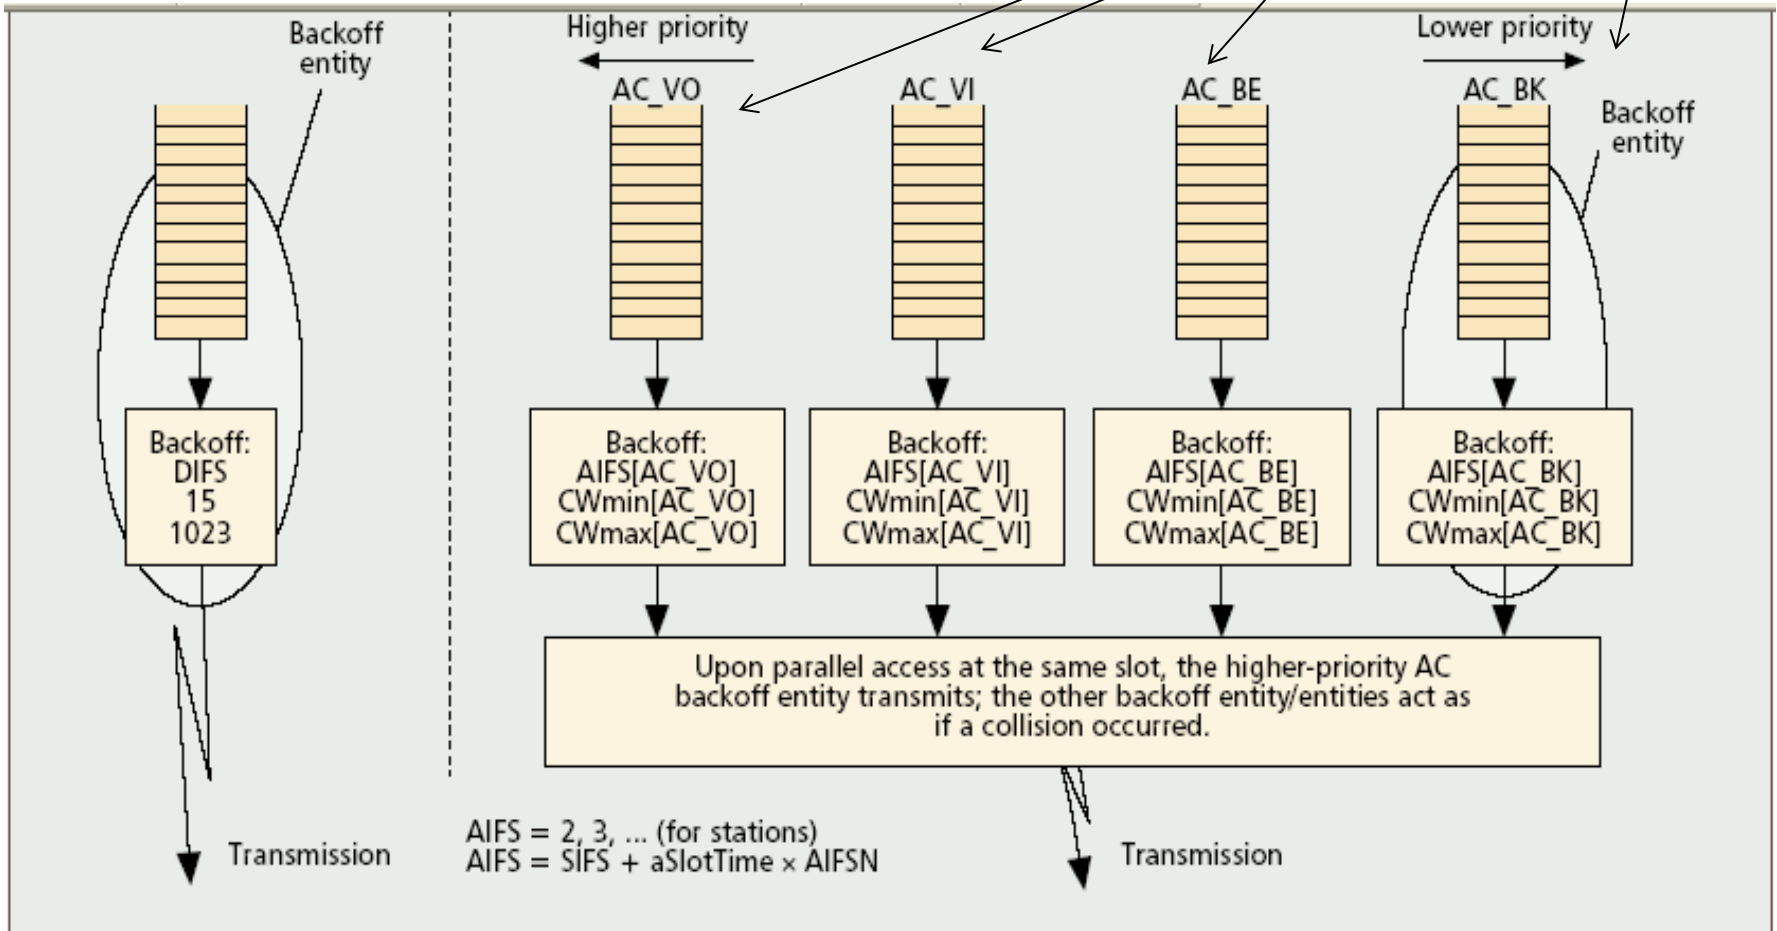 Backoff
entity
Higher priority
Lower priority
AC_VO
AC_VI
AC_BE
AC_BK
Backoff
entity
Backoff:
DIFS
15
1023
Backoff:
AIFS[AC_VO]
CWmin[AC_VO]
CWmax[AC_VO]
Backoff:
AIFS[AC_VI]
CWmin[AC_VI]
CWmax[AC_VI]
Backoff:
AIFS[AC_BE]
CWmin[AC_BE]
CWmax[AC_BE]
Backoff:
AIFS[AC_BK]
CWmin[AC_BK]
CWmax[AC_BK]
Upon parallel access at the same slot, the higher-priority AC
backoff entity transmits; the other backoff entity/entities act as
if a collision occurred.
Transmission
AIFS = 2, 3, ... (for stations)
AIFS = SIFS + aSlotTime × AIFSN
Transmission